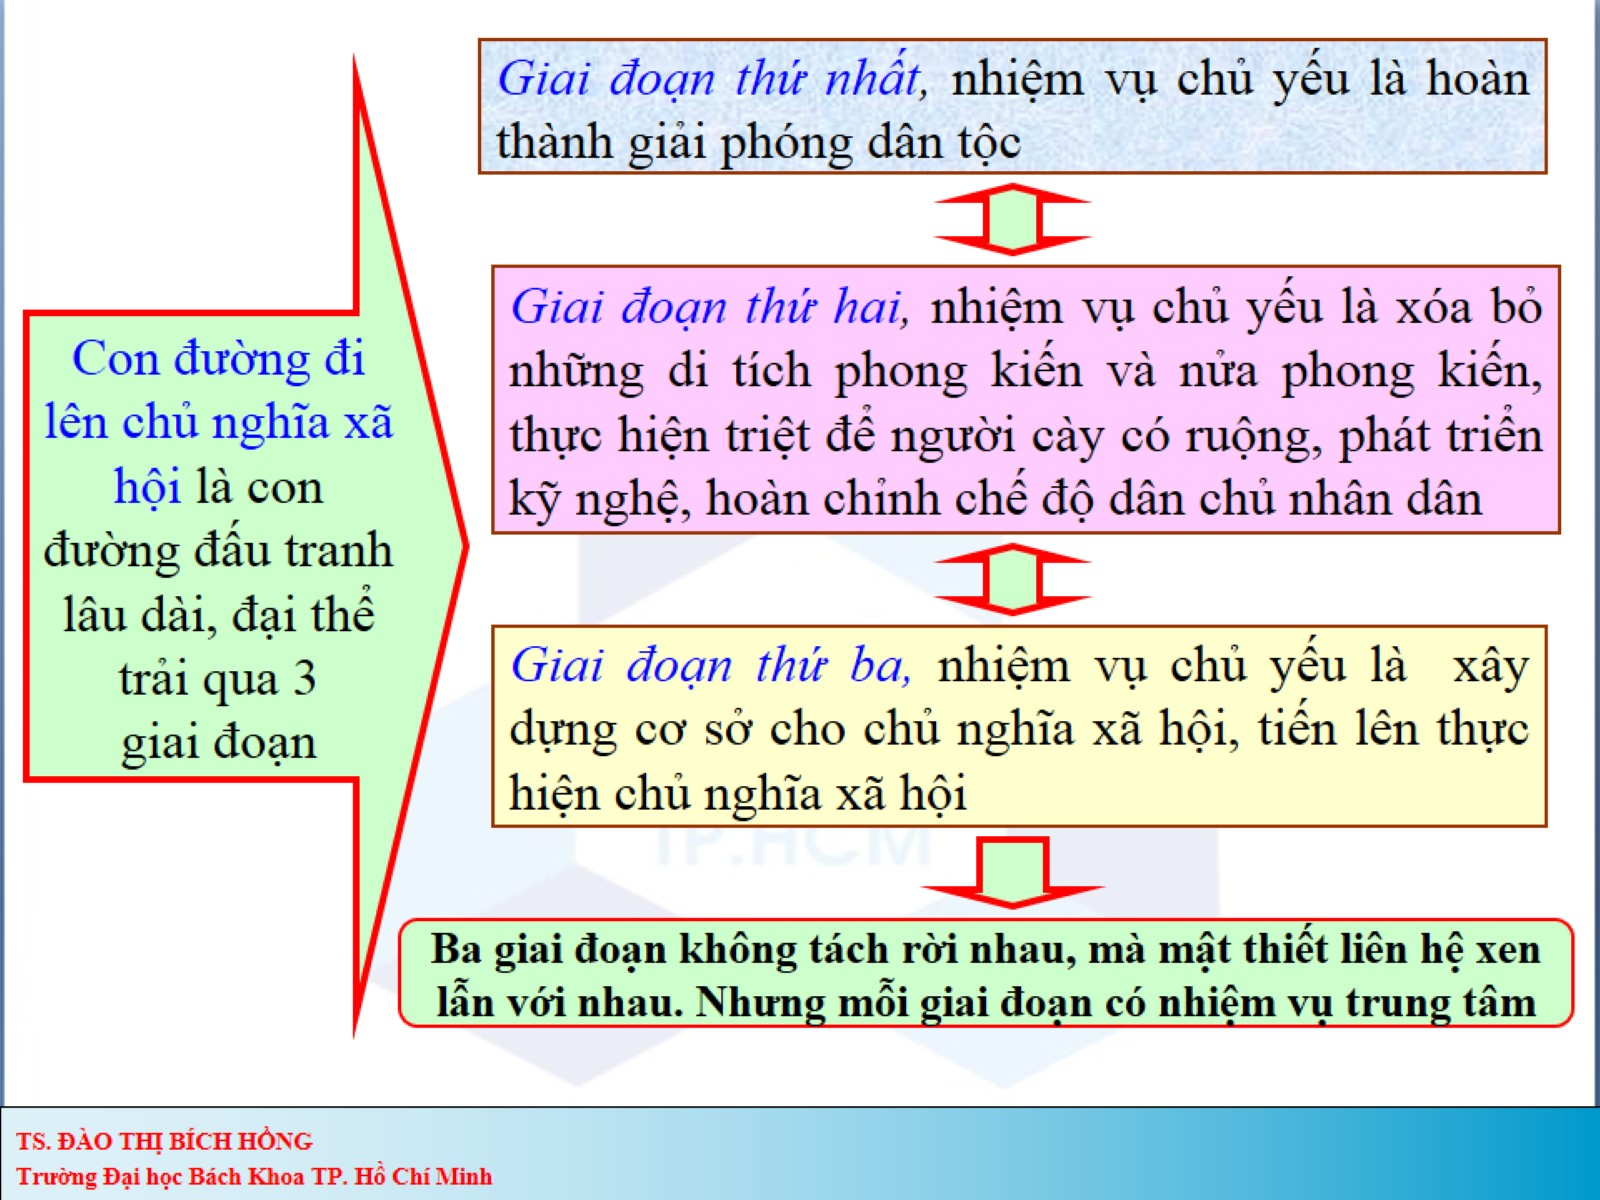 Giai đoạn thứ nhất, nhiệm vụ chủ yếu là hoàn
thành giải phóng dân tộc
Con đường đi
lên chủ nghĩa xã
hội là con
đường đấu tranh
lâu dài, đại thể
trải qua 3
giai đoạn
Giai đoạn thứ hai, nhiệm vụ chủ yếu là xóa bỏ
những di tích phong kiến và nửa phong kiến,
thực hiện triệt để người cày có ruộng, phát triển
kỹ nghệ, hoàn chỉnh chế độ dân chủ nhân dân
Giai đoạn thứ ba, nhiệm vụ chủ yếu là xây
dựng cơ sở cho chủ nghĩa xã hội, tiến lên thực
hiện chủ nghĩa xã hội
TP.HCM
Ba giai đoạn không tách rời nhau, mà mật thiết liên hệ xen
lẫn với nhau. Nhưng mỗi giai đoạn có nhiệm vụ trung tâm
TS. ĐÀO THỊ BÍCH HỒNG
Trường Đại học Bách Khoa TP. Hồ Chí Minh